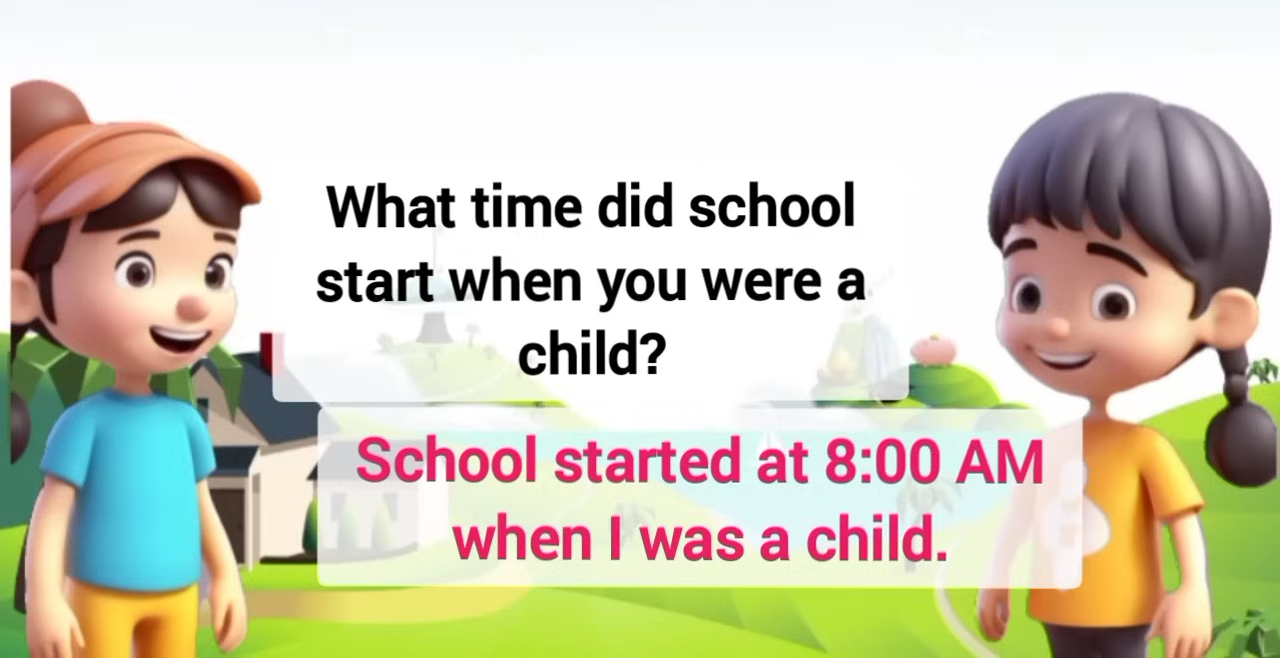 What time did school
start when you were a
child?
School started at 8:00 AM
when I was a child.